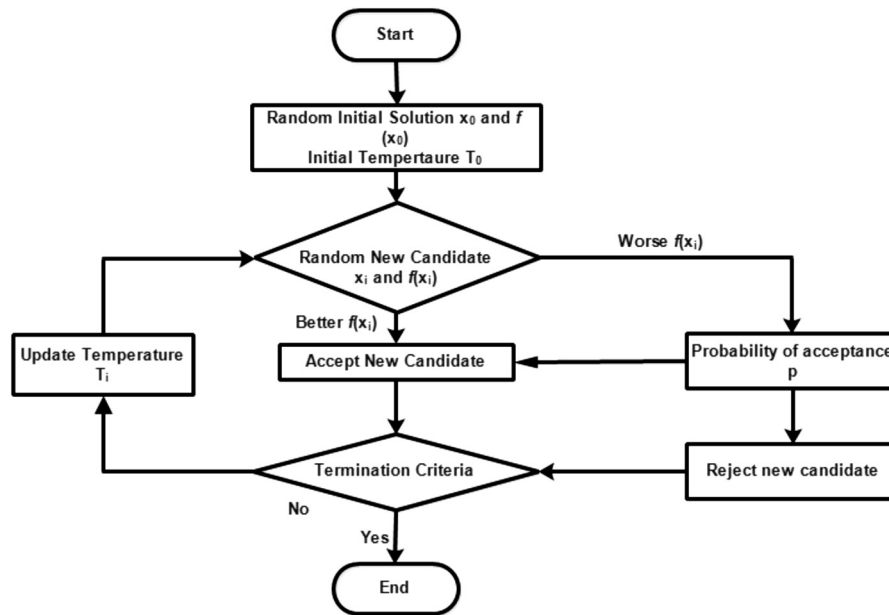 Start
Random Initial Solution x₀ and f
(x₀)
Initial Tempertaure T₀
Random New Candidate
xᵢ and f(xᵢ)
Worse f(xᵢ)
Better f(xᵢ)
Update Temperature
Tᵢ
Accept New Candidate
Probability of acceptance
p
Termination Criteria
Reject new candidate
No
Yes
End